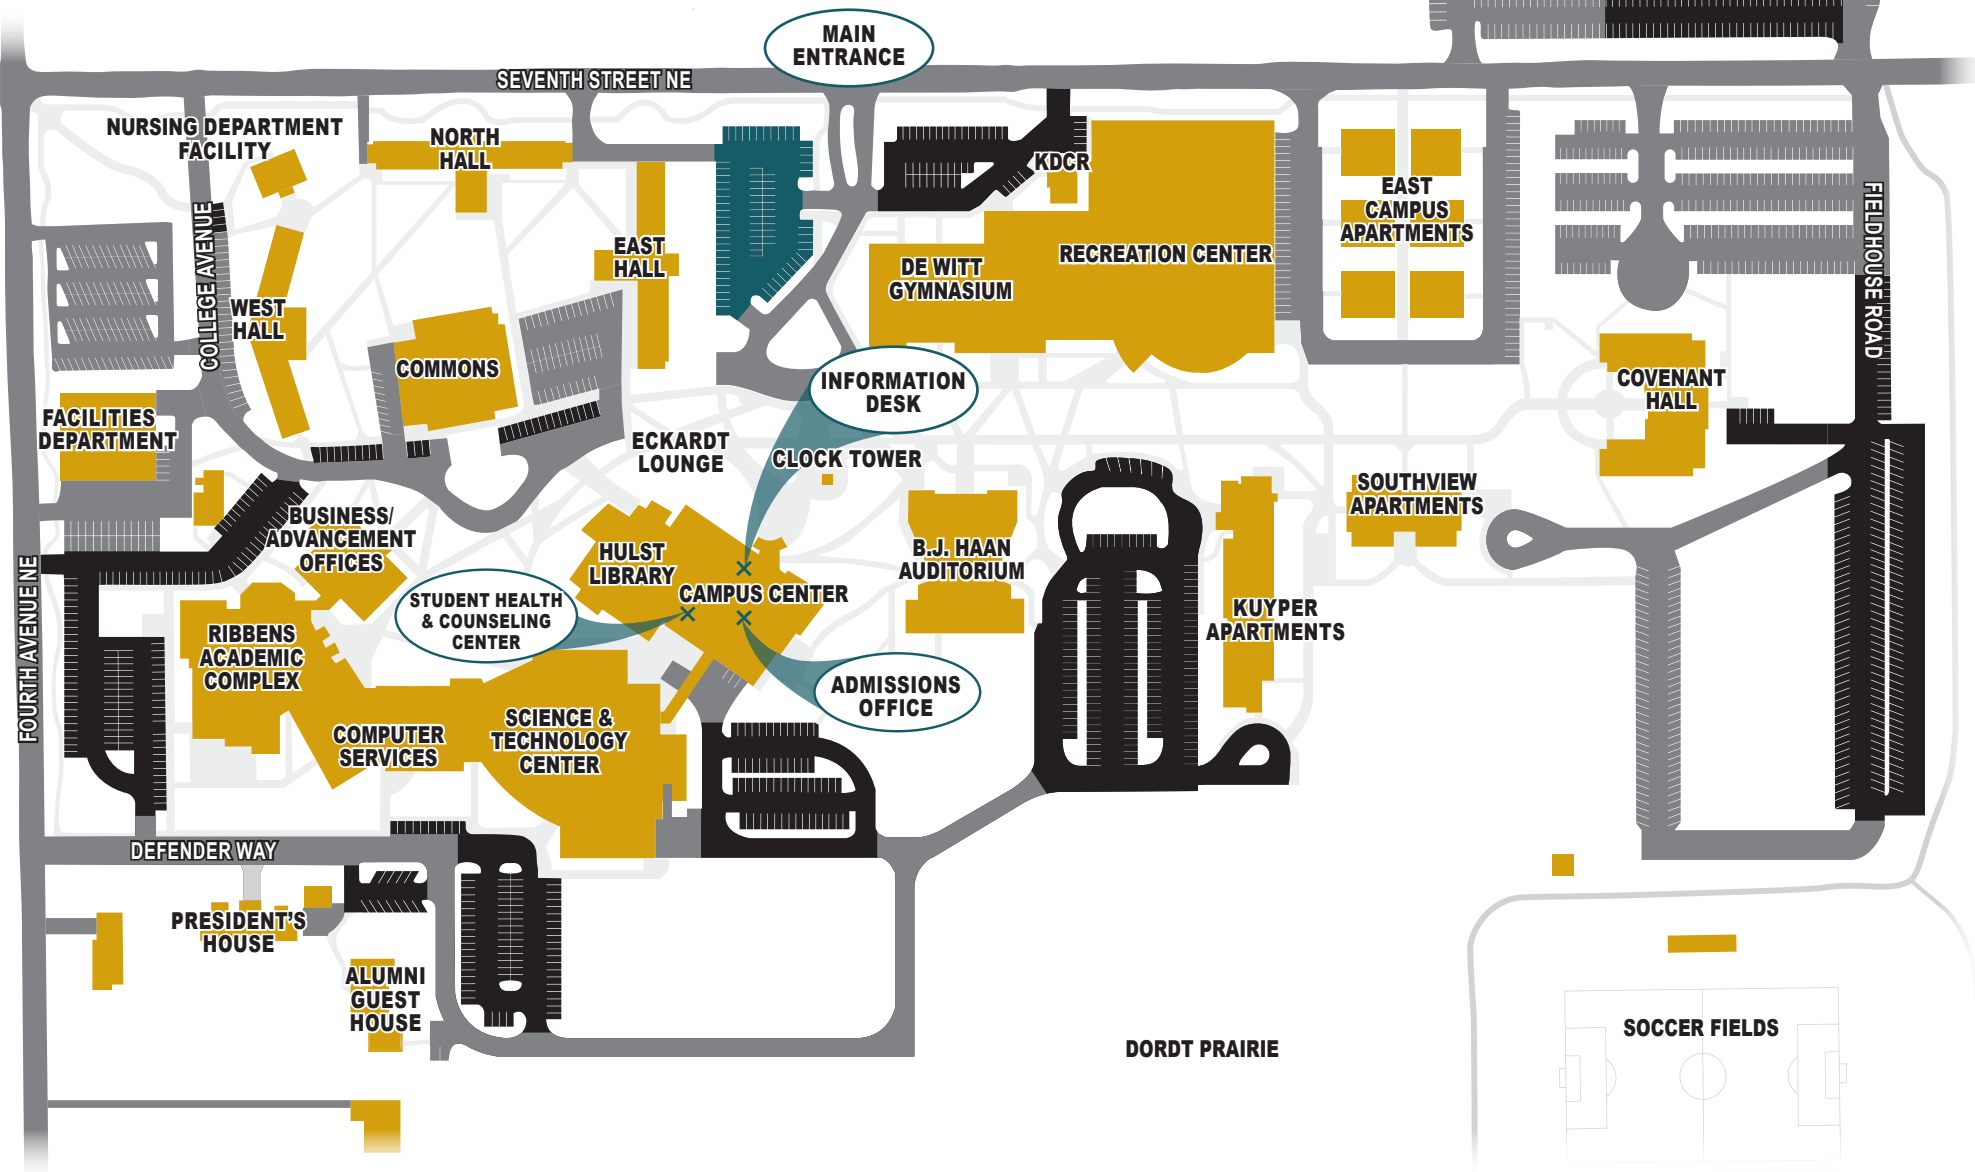 MAIN
ENTRANCE
SEVENTH STREET NE
NURSING DEPARTMENT
FACILITY
NORTH
HALL
KDCR
EAST
CAMPUS
APARTMENTS
FIELDHOUSE ROAD
COLLEGE AVENUE
EAST
HALL
RECREATION CENTER
DE WITT
GYMNASIUM
WEST
HALL
COMMONS
INFORMATION
DESK
COVENANT
HALL
FACILITIES
DEPARTMENT
ECKARDT
LOUNGE
CLOCK TOWER
SOUTHVIEW
APARTMENTS
BUSINESS/
ADVANCEMENT
OFFICES
HULST
LIBRARY
B.J. HAAN
AUDITORIUM
CAMPUS CENTER
STUDENT HEALTH
& COUNSELING
CENTER
KUYPER
APARTMENTS
FOURTH AVENUE NE
RIBBENS
ACADEMIC
COMPLEX
ADMISSIONS
OFFICE
COMPUTER
SERVICES
SCIENCE &
TECHNOLOGY
CENTER
DEFENDER WAY
PRESIDENT'S
HOUSE
ALUMNI
GUEST
HOUSE
DORDT PRAIRIE
SOCCER FIELDS